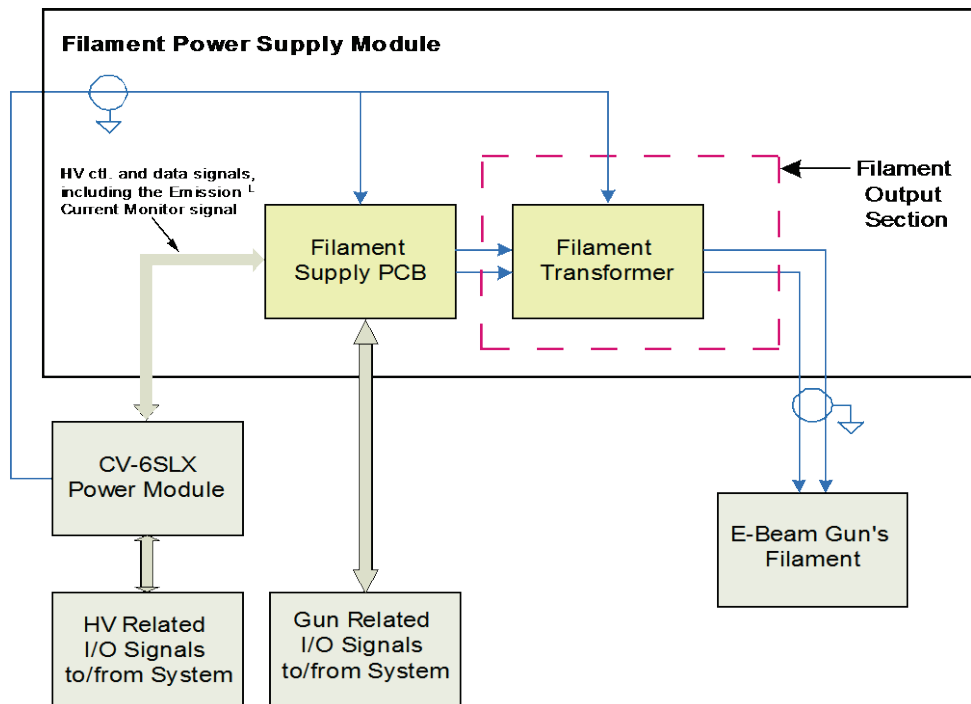 Filament Power Supply Module
HV ctl. and data signals,
including the Emission L
Current Monitor signal
Filament
Supply PCB
Filament
Transformer
Filament
Output
Section
CV-6SLX
Power Module
E-Beam Gun's
Filament
HV Related
I/O Signals
to/from System
Gun Related
I/O Signals
to/from System